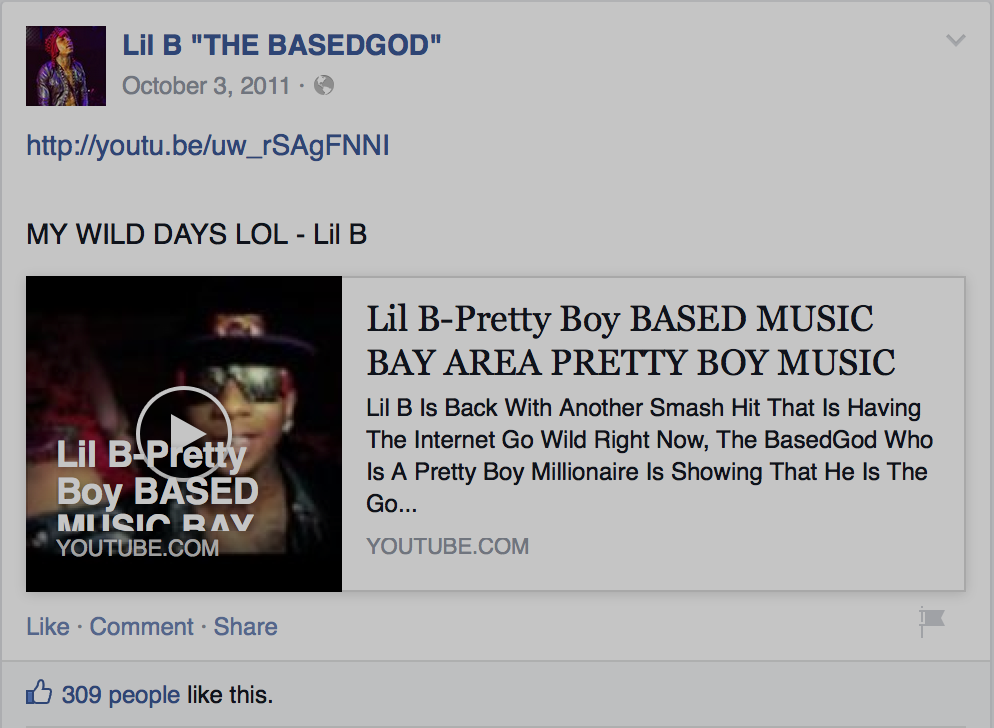 Lil B "THE BASEDGOD"
October 3, 2011 ·
http://youtu.be/uw_rSAgFNNI
MY WILD DAYS LOL - Lil B
Lil B-Pretty
Boy BASED
MUSIC BAY
YOUTUBE.COM
Lil B-Pretty Boy BASED MUSIC
BAY AREA PRETTY BOY MUSIC
Lil B Is Back With Another Smash Hit That Is Having
The Internet Go Wild Right Now, The BasedGod Who
Is A Pretty Boy Millionaire Is Showing That He Is The
Go...
YOUTUBE.COM
Like · Comment · Share
309 people like this.